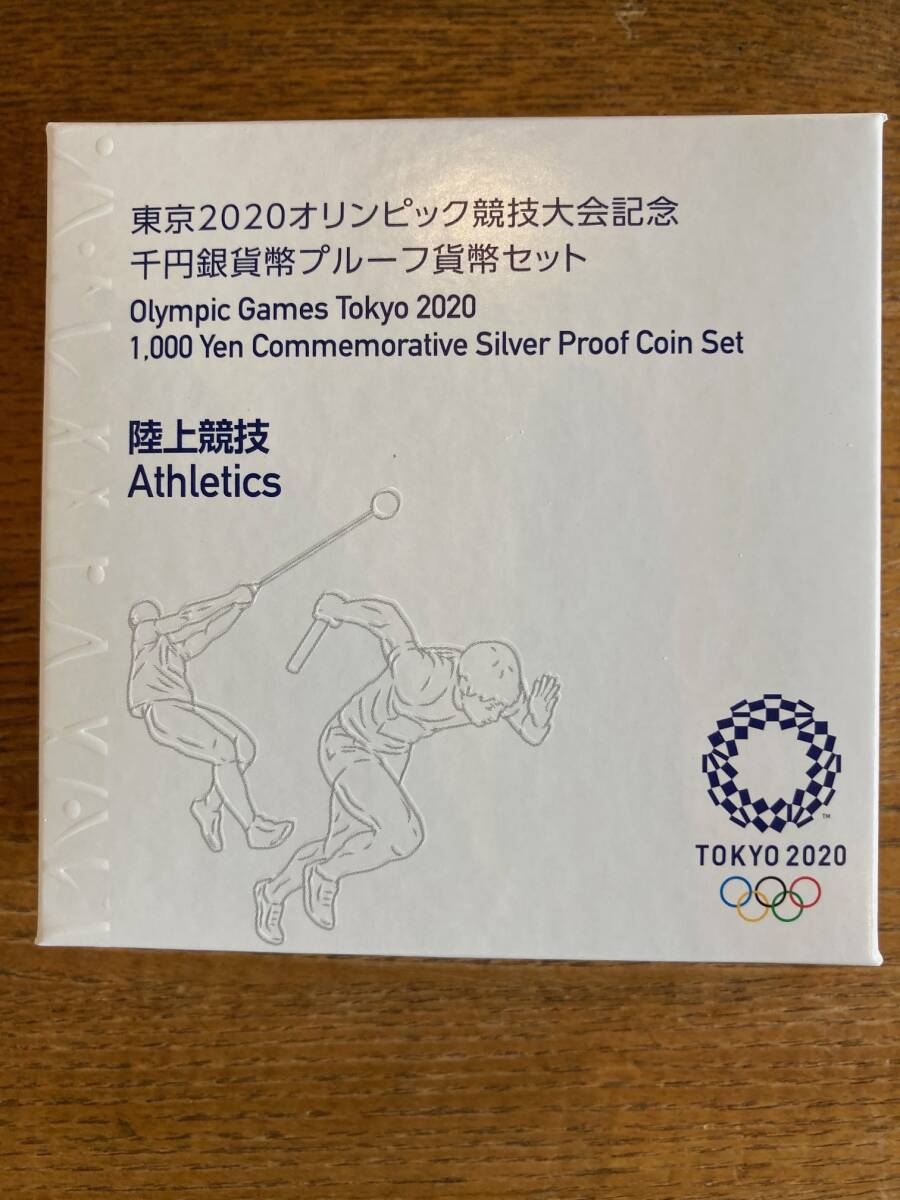 東京2020オリンピック競技大会記念
千円銀貨幣プルーフ貨幣セット
Olympic Games Tokyo 2020
1,000 Yen Commemorative Silver Proof Coin Set
陸上競技
Athletics
TM
TOKYO 2020